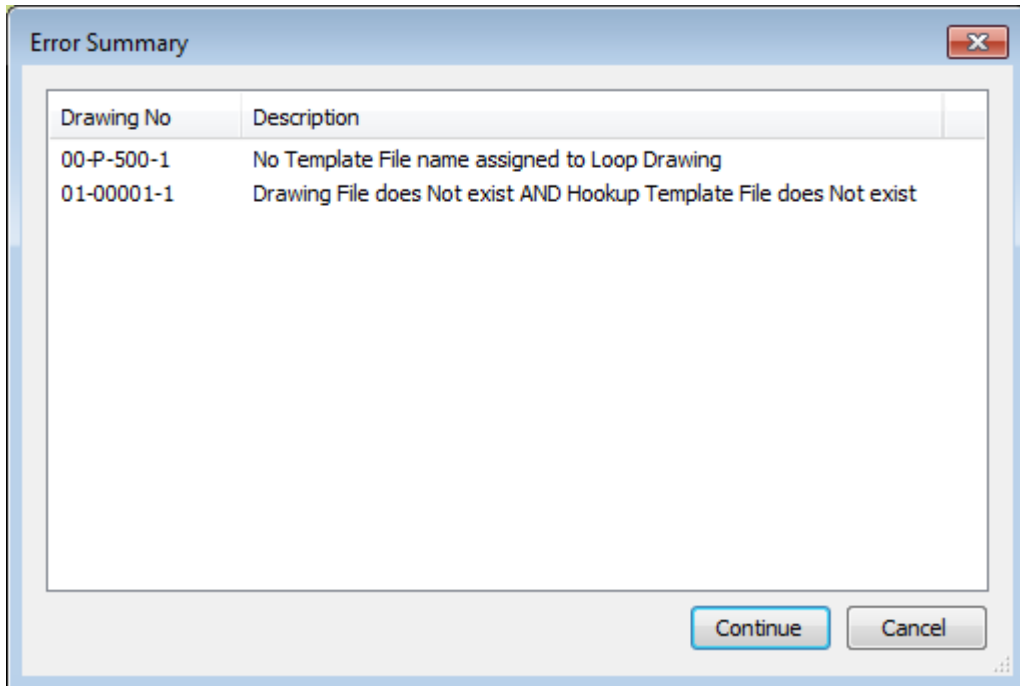 Error Summary
Drawing No Description
00-P-500-1 No Template File name assigned to Loop Drawing
01-00001-1 Drawing File does Not exist AND Hookup Template File does Not exist
Continue Cancel